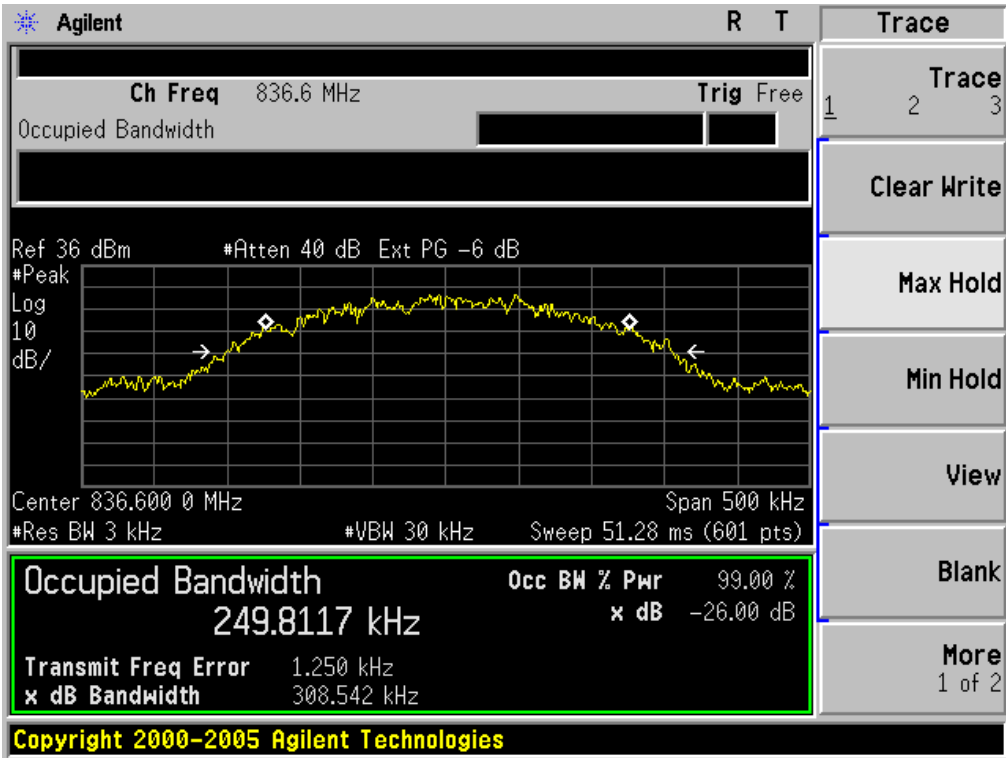 Agilent R T Trace
Ch Freq 836.6 MHz Trig Free
Occupied Bandwidth
Ref 36 dBm #Atten 40 dB Ext PG -6 dB
#Peak
Log
10
dB/
Center 836.600 0 MHz Span 500 kHz
#Res BW 3 kHz #VBW 30 kHz Sweep 51.28 ms (601 pts)
Occupied Bandwidth Occ BW % Pwr 99.00 %
249.8117 kHz x dB -26.00 dB
Transmit Freq Error 1.250 kHz
x dB Bandwidth 308.542 kHz
Copyright 2000-2005 Agilent Technologies
Trace
1 2 3
Clear Write
Max Hold
Min Hold
View
Blank
More
1 of 2